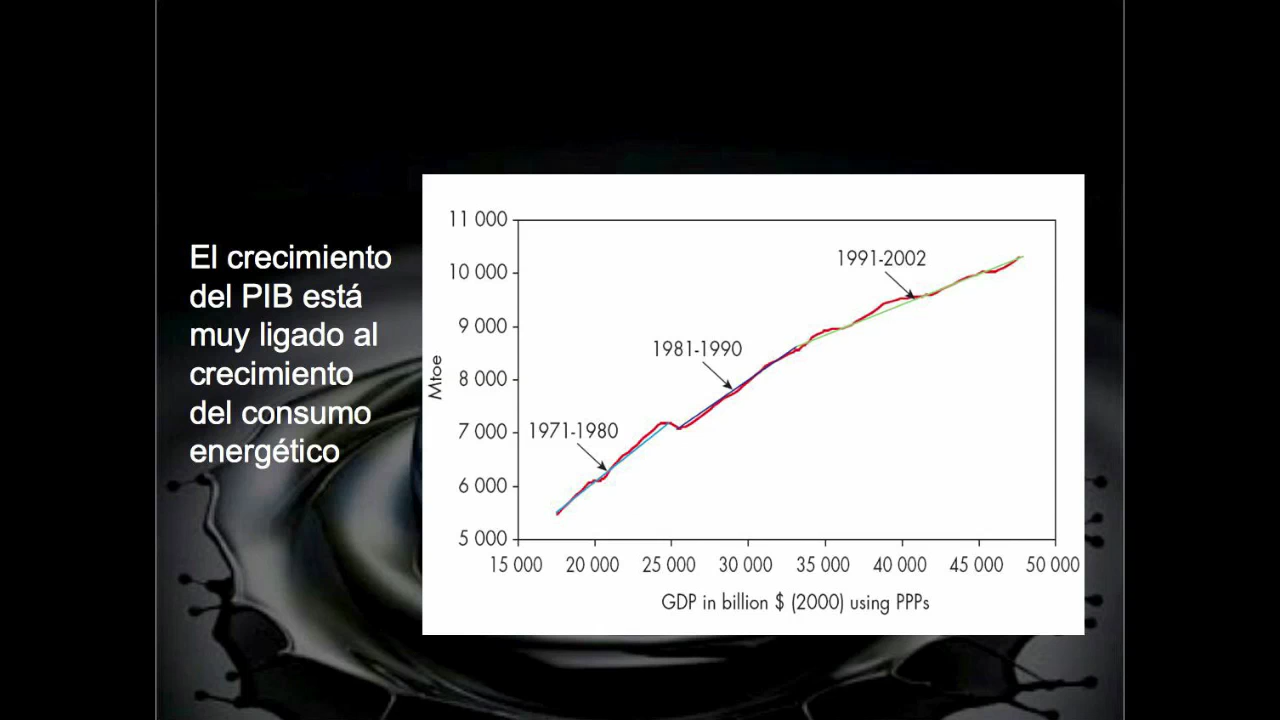 El crecimiento
del PIB está
muy ligado al
crecimiento
del consumo
energético
11 000
10 000
9 000
8 000
7 000
6 000
5 000
Mtoe
1991-2002
1981-1990
1971-1980
15 000 20 000 25 000 30 000 35 000 40 000 45 000 50 000
GDP in billion $ (2000) using PPPs